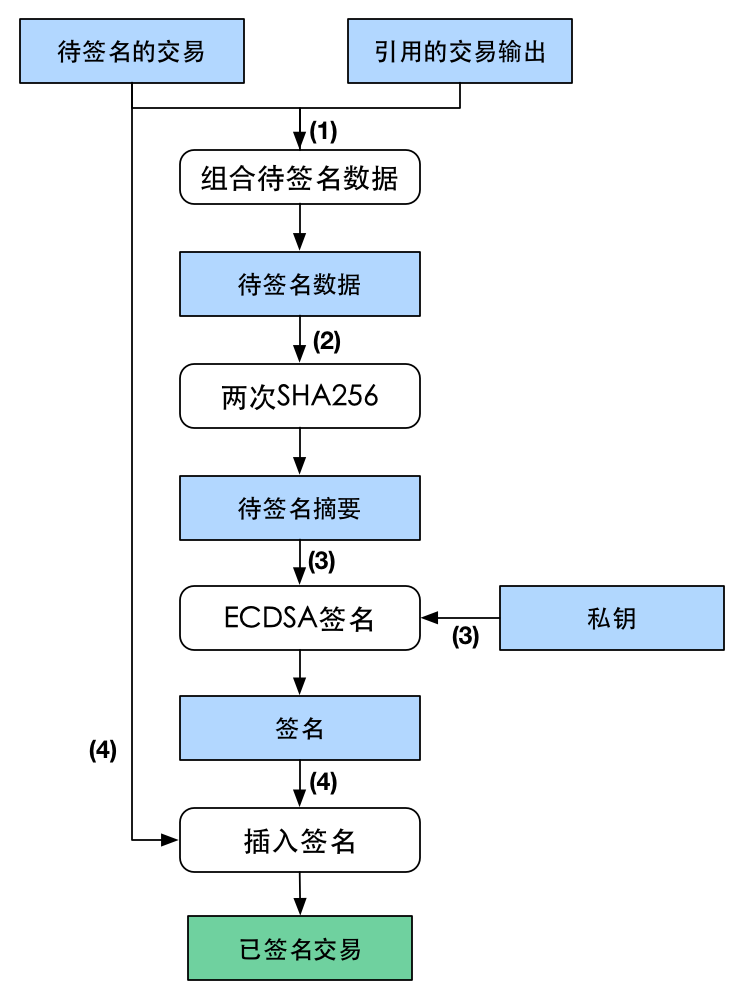 待签名的交易
引用的交易输出
(1)
组合待签名数据
待签名数据
(2)
两次SHA256
待签名摘要
(3)
ECDSA签名
私钥
(3)
签名
(4)
(4)
插入签名
已签名交易